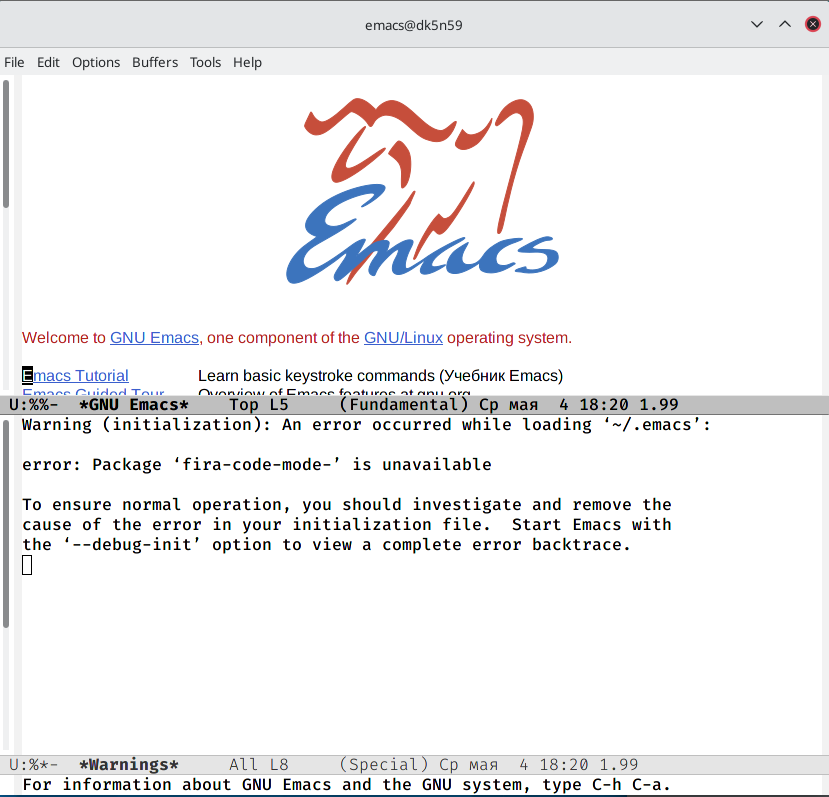 emacs@dk5n59
File Edit Options Buffers Tools Help
Emacs
Welcome to GNU Emacs, one component of the GNU/Linux operating system.
Emacs Tutorial Learn basic keystroke commands (Учебник Emacs)
Emacs Guided Tour Overview of Emacs features at gnu.org
U:%%- *GNU Emacs* Top L5 (Fundamental) Ср мая 4 18:20 1.99
Warning (initialization): An error occurred while loading ‘~/.emacs’:
error: Package ‘fira-code-mode-’ is unavailable
To ensure normal operation, you should investigate and remove the
cause of the error in your initialization file. Start Emacs with
the ‘--debug-init’ option to view a complete error backtrace.
U:%*- *Warnings* All L8 (Special) Ср мая 4 18:20 1.99
For information about GNU Emacs and the GNU system, type C-h C-a.